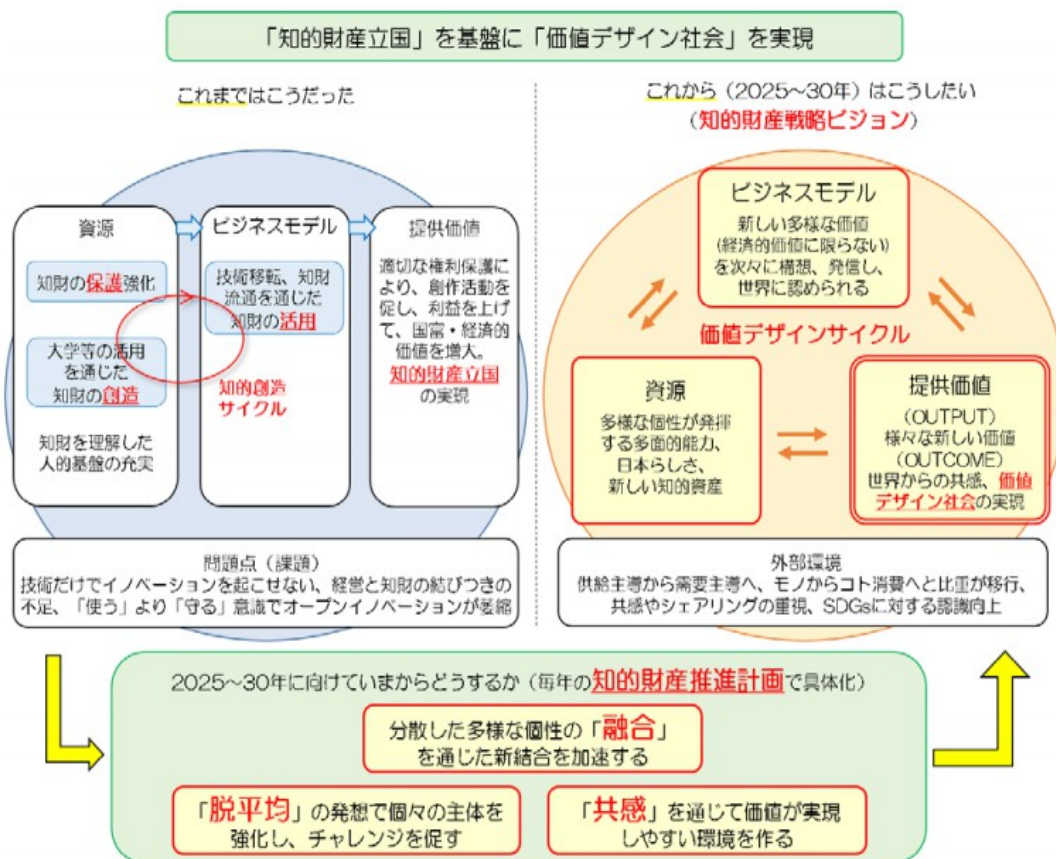 「知的財産立国」を基盤に「価値デザイン社会」を実現
これまではこうだった
資源
知財の保護強化
大学等の活用
を通じた
知財の創造
知財を理解した
人的基盤の充実
ビジネスモデル
技術移転、知財
流通を通じた
知財の活用
知的創造
サイクル
提供価値
適切な権利保護に
より、創作活動を
促し、利益を上げ
て、国富・経済的
価値を増大。
知的財産立国
の実現
問題点（課題）
技術だけでイノベーションを起こせない、経営と知財の結びつきの
不足、「使う」より「守る」意識でオープンイノベーションが萎縮
これから（2025～30年）はこうしたい
（知的財産戦略ビジョン）
ビジネスモデル
新しい多様な価値
（経済的価値に限らない）
を次々に構想、発信し、
世界に認められる
価値デザインサイクル
資源
多様な個性が発揮
する多面的能力、
日本らしさ、
新しい知的資産
提供価値
（OUTPUT）
様々な新しい価値
（OUTCOME）
世界からの共感、価値
デザイン社会の実現
外部環境
供給主導から需要主導へ、モノからコト消費へと比重が移行、
共感やシェアリングの重視、SDGsに対する認識向上
2025～30年に向けていまからどうするか（毎年の知的財産推進計画で具体化）
分散した多様な個性の「融合」
を通じた新結合を加速する
「脱平均」の発想で個々の主体を
強化し、チャレンジを促す
「共感」を通じて価値が実現
しやすい環境を作る